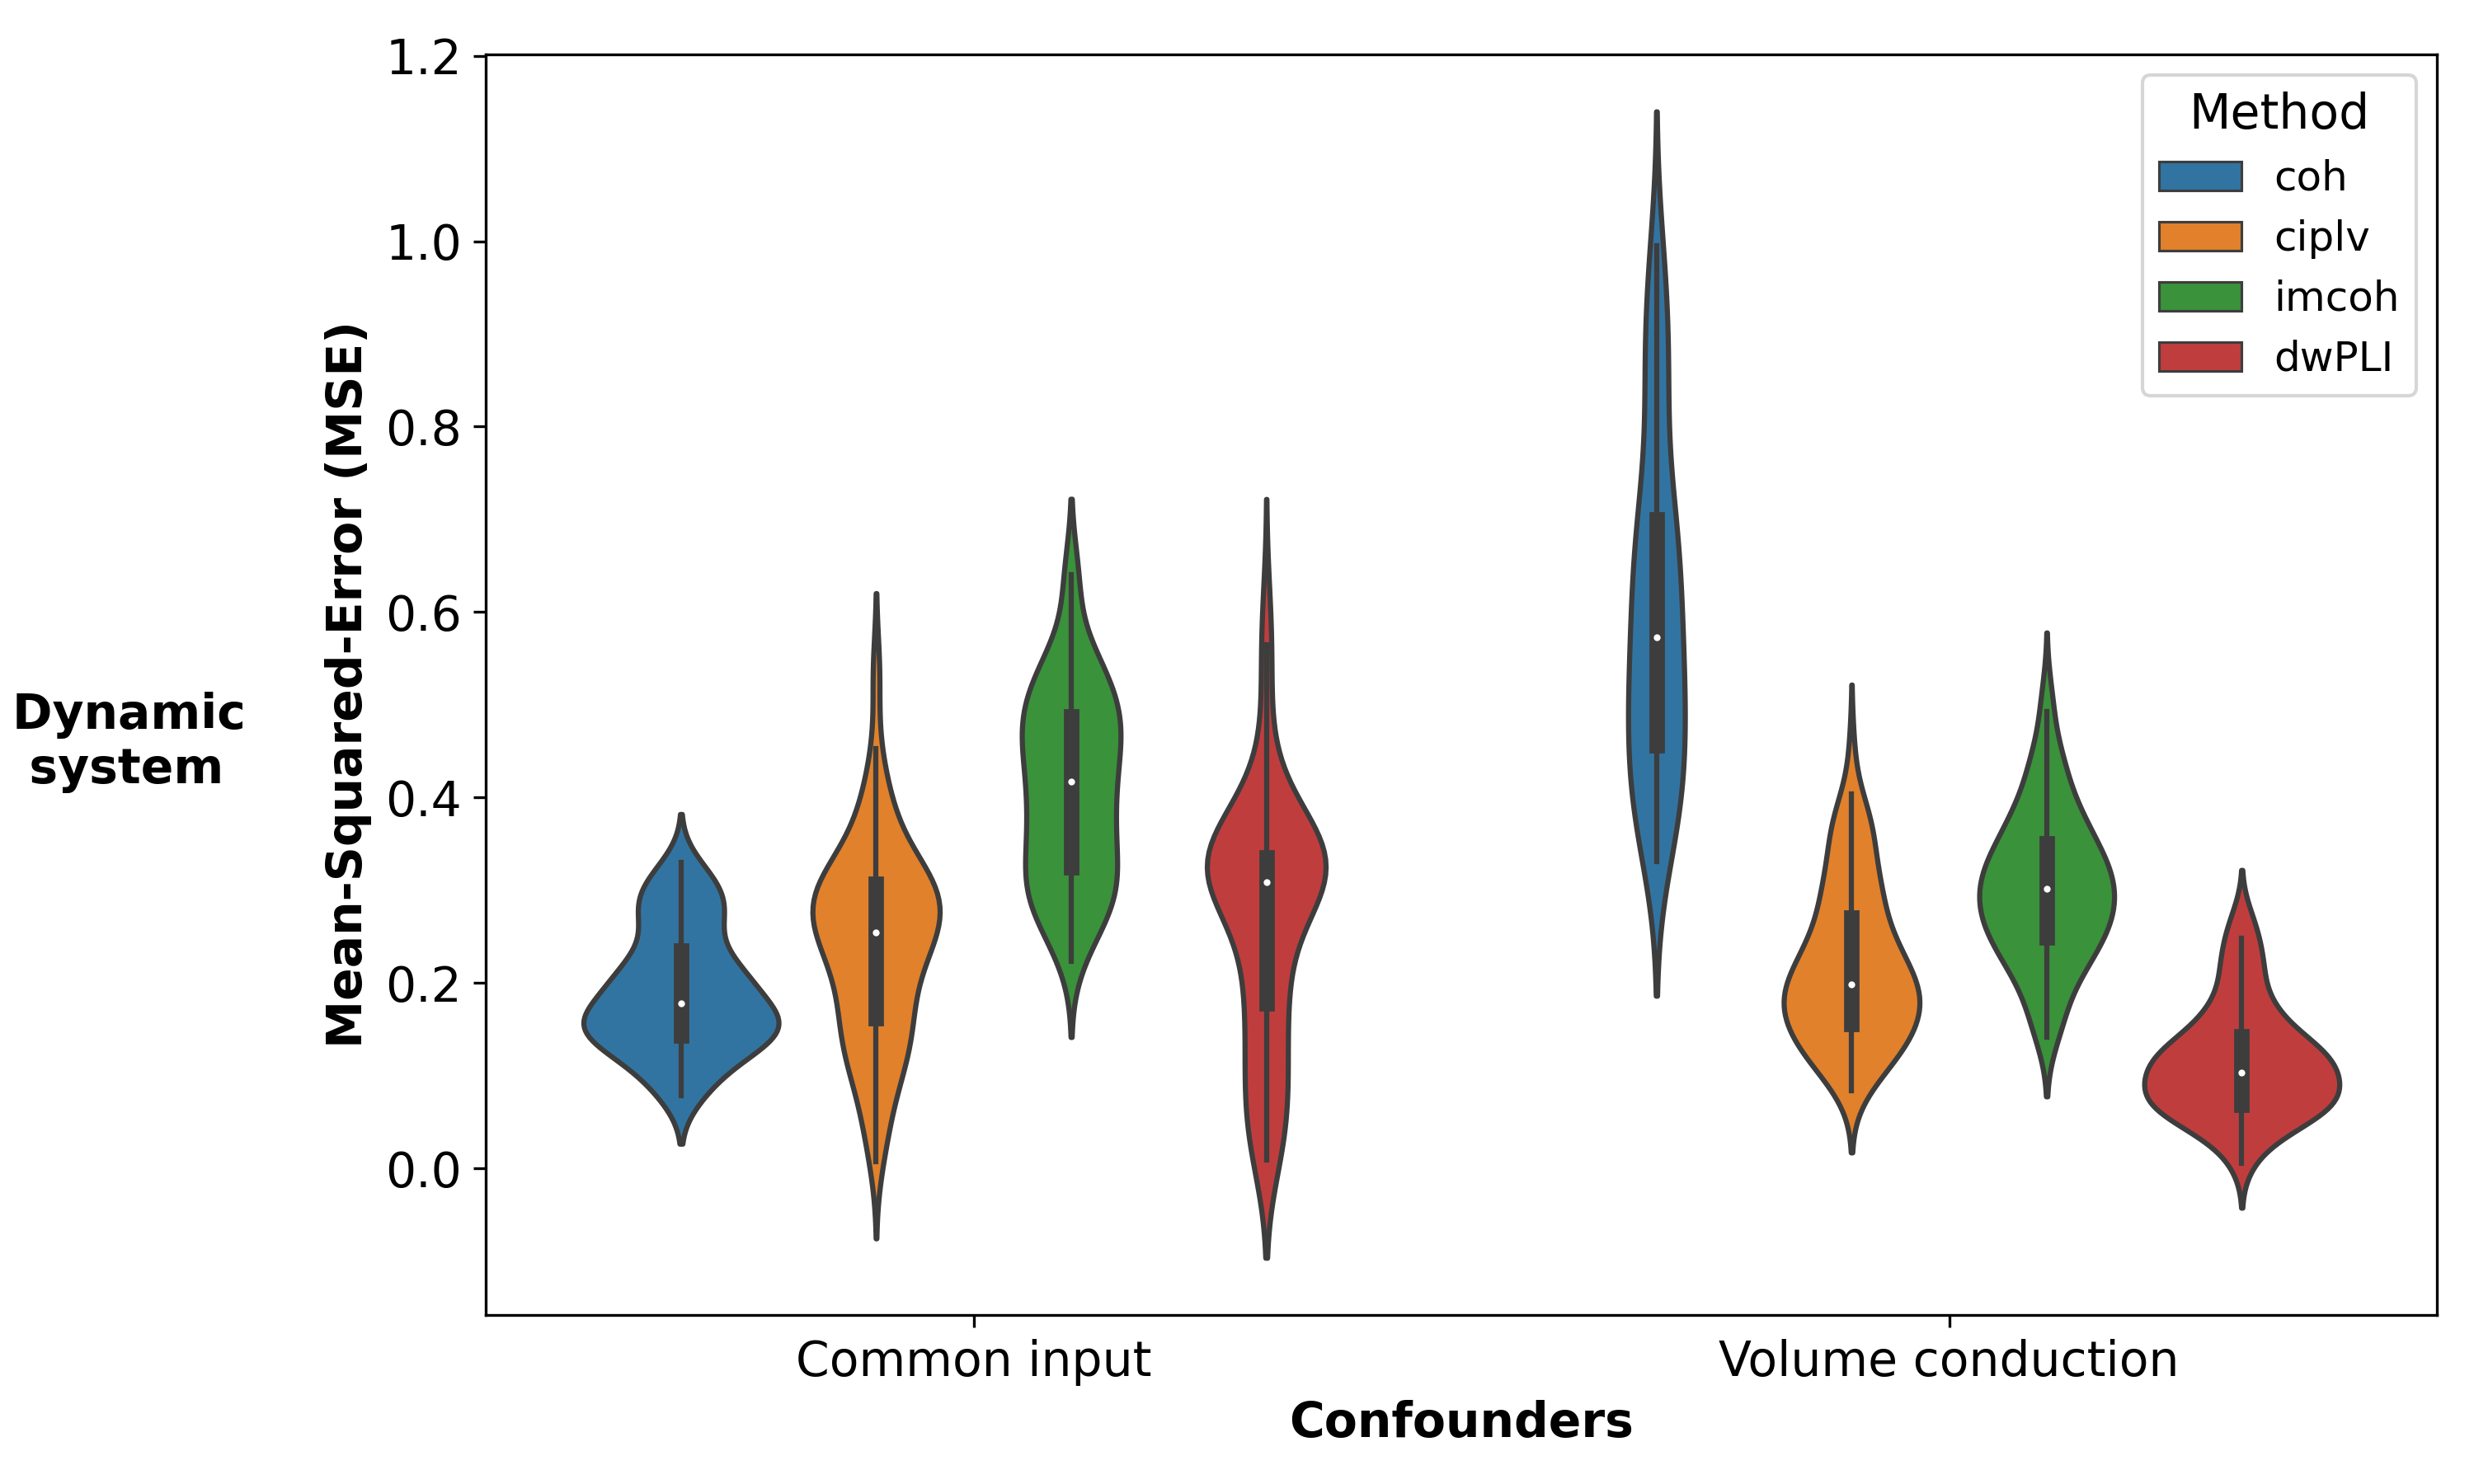 Dynamic
system
Mean-Squared-Error (MSE)
1.2
1.0
0.8
0.6
0.4
0.2
0.0
Method
coh
ciplv
imcoh
dwPLI
Common input
Volume conduction
Confounders